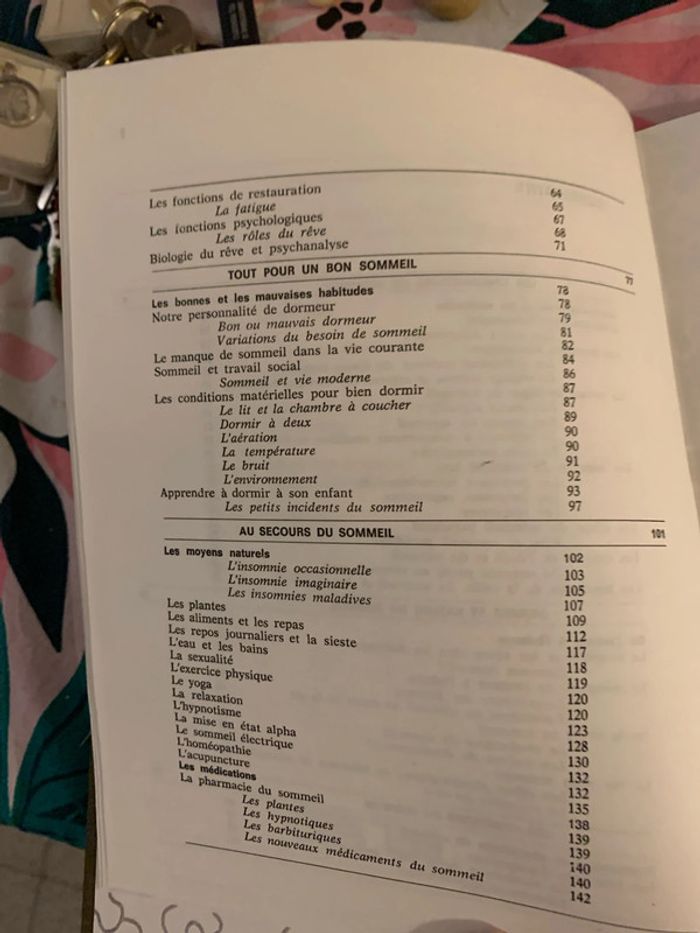 Les fonctions de restauration 64
La fatigue 65
Les fonctions psychologiques 67
Les rôles du rêve 68
Biologie du rêve et psychanalyse 71
TOUT POUR UN BON SOMMEIL 77
Les bonnes et les mauvaises habitudes 78
Notre personnalité de dormeur 78
Bon ou mauvais dormeur 79
Variations du besoin de sommeil 81
Le manque de sommeil dans la vie courante 82
Sommeil et travail social 84
Sommeil et vie moderne 86
Les conditions matérielles pour bien dormir 87
Le lit et la chambre à coucher 87
Dormir à deux 89
L'aération 90
La température 90
Le bruit 91
L'environnement 92
Apprendre à dormir à son enfant 93
Les petits incidents du sommeil 97
AU SECOURS DU SOMMEIL 101
Les moyens naturels 102
L'insomnie occasionnelle 103
L'insomnie imaginaire 105
Les insomnies maladives 107
Les plantes 109
Les aliments et les repas 112
Les repos journaliers et la sieste 117
L'eau et les bains 118
La sexualité 119
L'exercice physique 120
Le yoga 120
La relaxation 123
L'hypnotisme 128
La mise en état alpha 130
Le sommeil électrique 132
L'homéopathie 132
L'acupuncture 135
Les médications 138
La pharmacie du sommeil 139
Les plantes 139
Les hypnotiques 140
Les barbituriques 140
Les nouveaux médicaments du sommeil 142